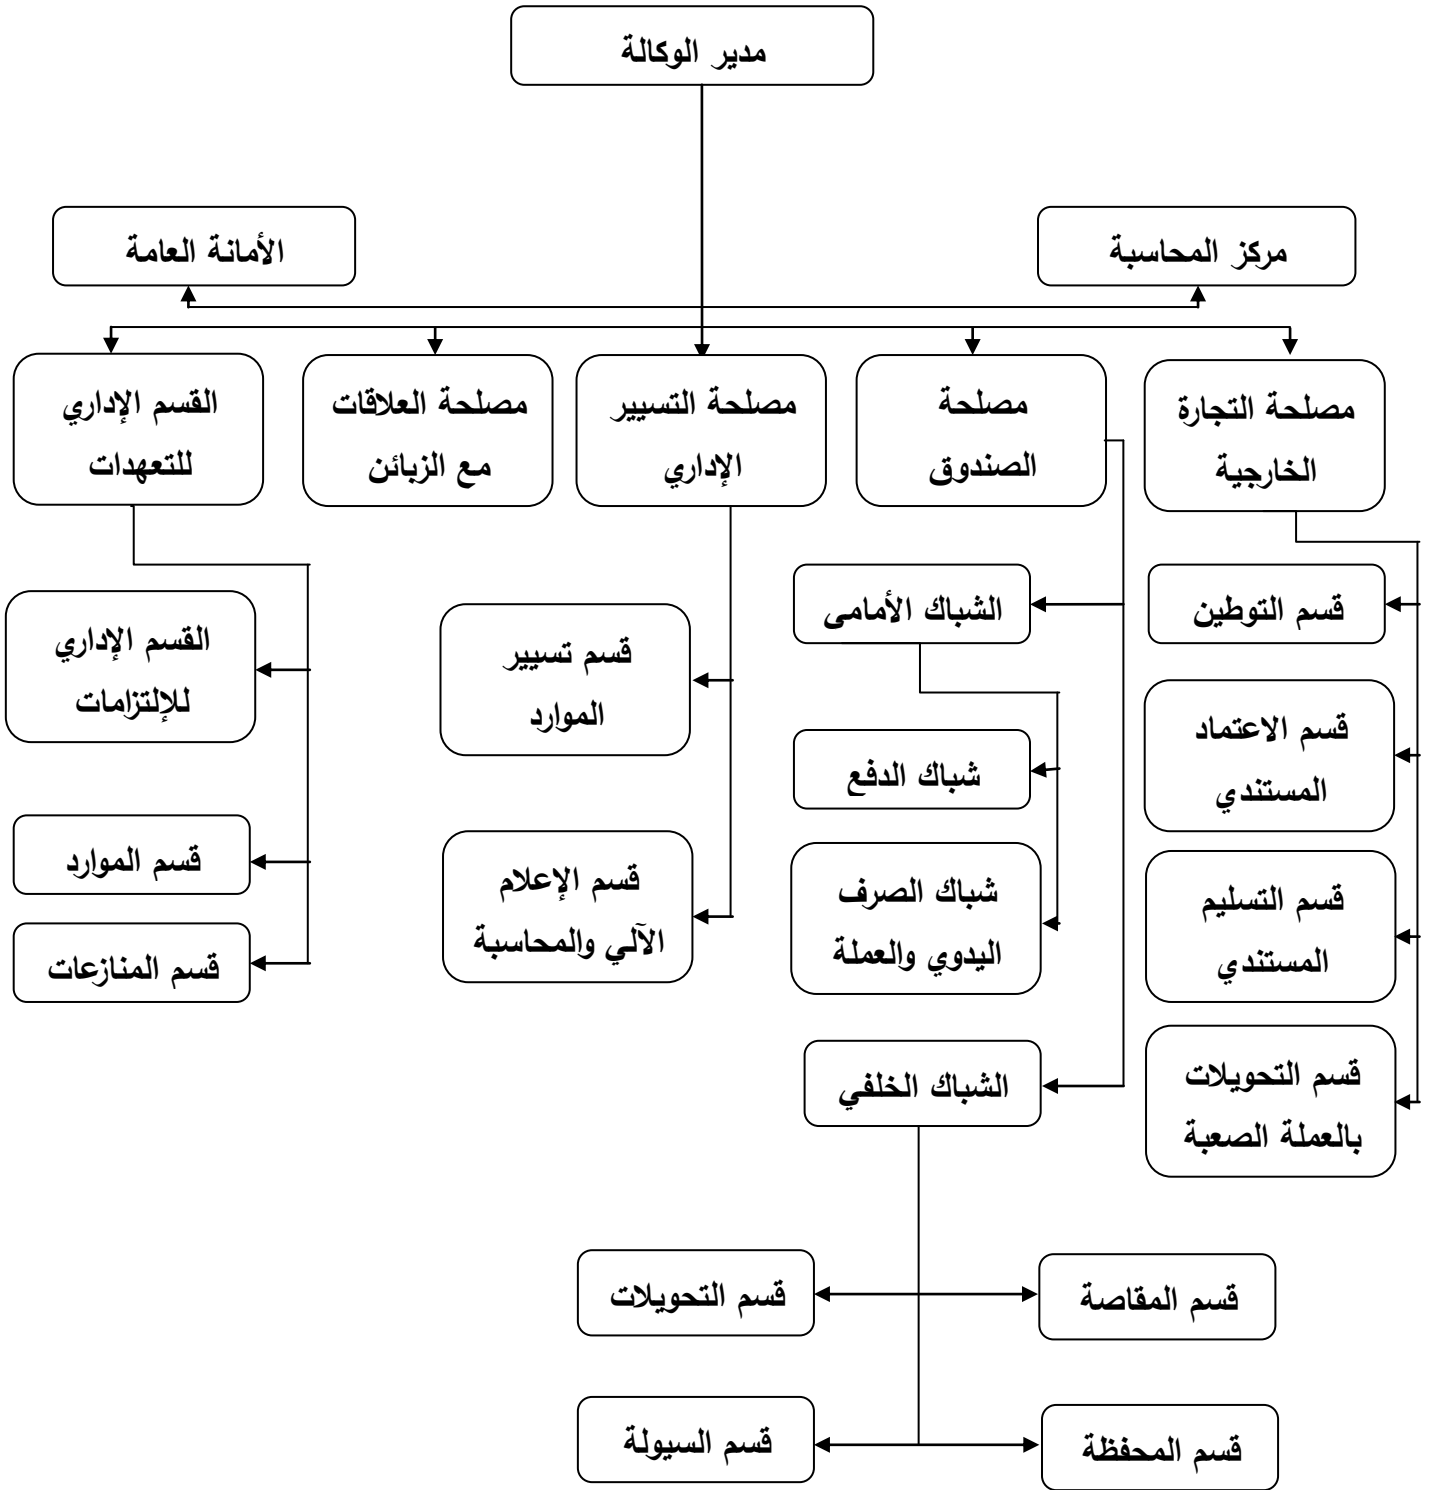 مدير الوكالة
مركز المحاسبة
الأمانة العامة
مصلحة التجارة
الخارجية
مصلحة
الصندوق
مصلحة التسيير
الإداري
مصلحة العلاقات
مع الزبائن
القسم الإداري
للتعهدات
قسم التوطين
قسم الاعتماد
المستندي
قسم التسليم
المستندي
قسم التحويلات
بالعملة الصعبة
الشباك الأمامى
شباك الدفع
شباك الصرف
اليدوي والعملة
الشباك الخلفي
قسم تسيير
الموارد
قسم الإعلام
الآلي والمحاسبة
القسم الإداري
للإلتزامات
قسم الموارد
قسم المنازعات
قسم المقاصة
قسم التحويلات
قسم المحفظة
قسم السيولة